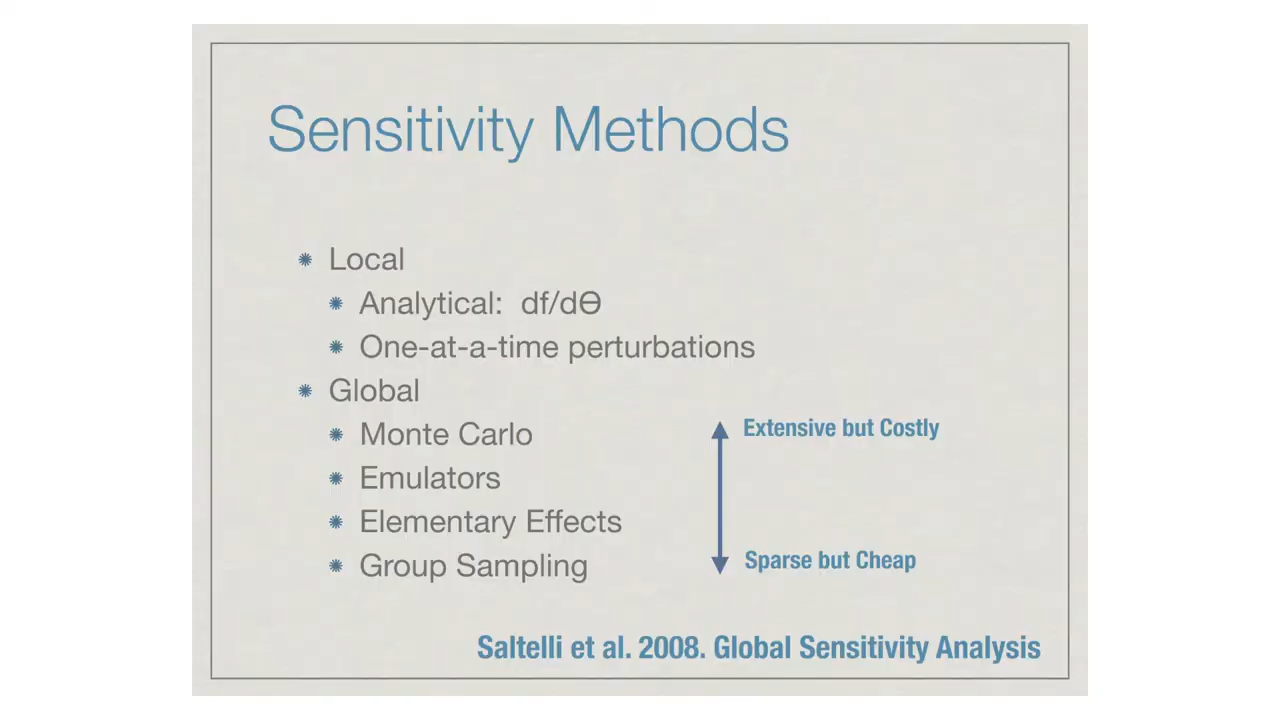 Sensitivity Methods
Local
Analytical: df/dΘ
One-at-a-time perturbations
Global
Monte Carlo
Extensive but Costly
Emulators
Elementary Effects
Group Sampling
Sparse but Cheap
Saltelli et al. 2008. Global Sensitivity Analysis